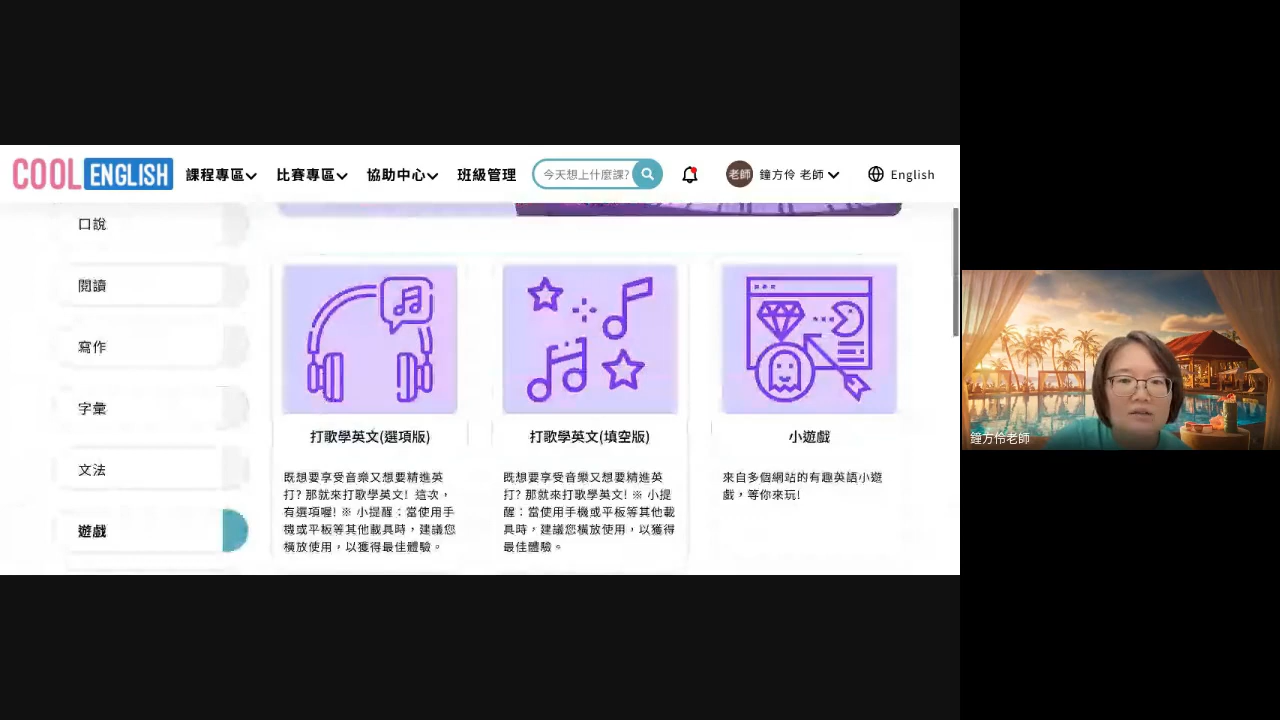 COOL ENGLISH
課程專區
比賽專區
協助中心
班級管理
今天想上什麼課?
老師
鐘方伶 老師
English
口說
閱讀
寫作
字彙
文法
遊戲
打歌學英文(選項版)
既想要享受音樂又想要精進英
打? 那就來打歌學英文! 這次，
有選項喔! ※ 小提醒：當使用手
機或平板等其他載具時，建議您
橫放使用，以獲得最佳體驗。
打歌學英文(填空版)
既想要享受音樂又想要精進英
打? 那就來打歌學英文! ※ 小提
醒：當使用手機或平板等其他載
具時，建議您橫放使用，以獲得
最佳體驗。
小遊戲
來自多個網站的有趣英語小遊
戲，等你來玩!
鐘方伶老師